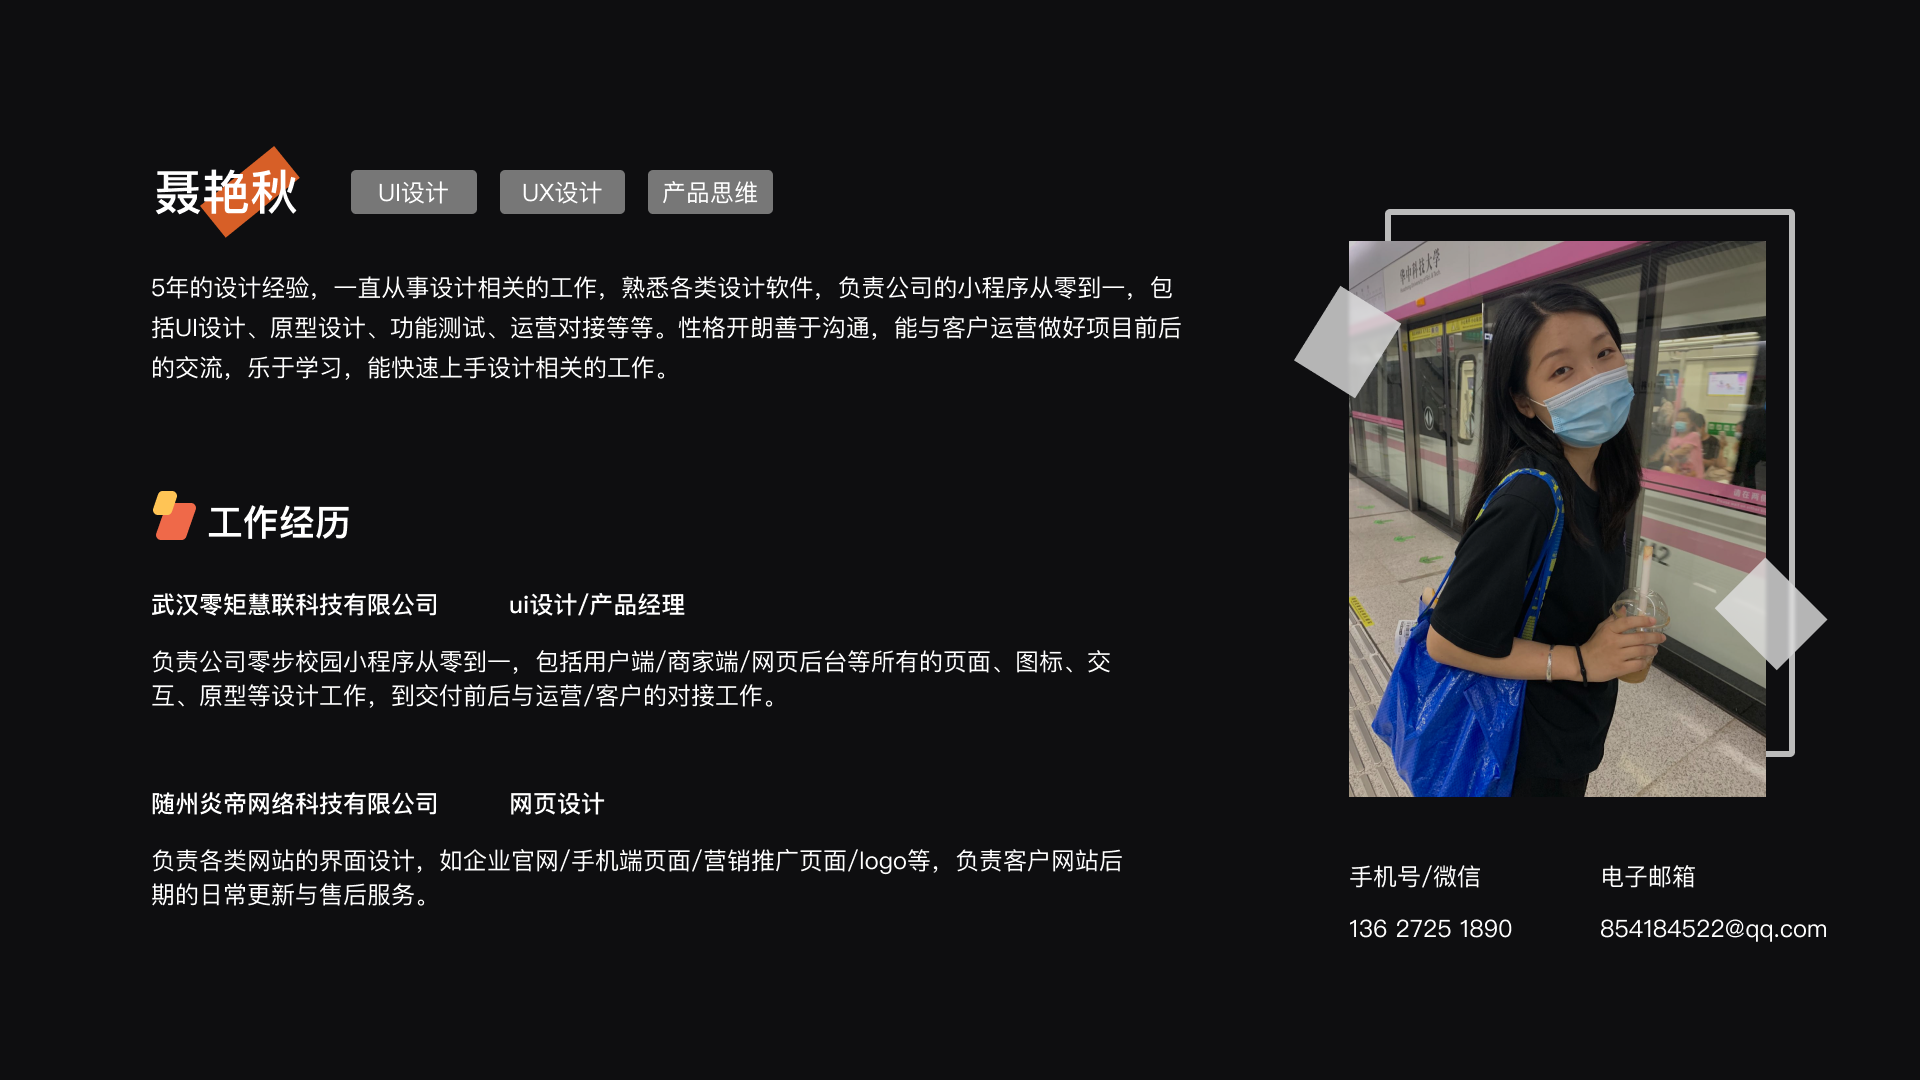 聂艳秋
UI设计
UX设计
产品思维
5年的设计经验，一直从事设计相关的工作，熟悉各类设计软件，负责公司的小程序从零到一，包
括UI设计、原型设计、功能测试、运营对接等等。性格开朗善于沟通，能与客户运营做好项目前后
的交流，乐于学习，能快速上手设计相关的工作。
工作经历
武汉零矩慧联科技有限公司
ui设计/产品经理
负责公司零步校园小程序从零到一，包括用户端/商家端/网页后台等所有的页面、图标、交
互、原型等设计工作，到交付前后与运营/客户的对接工作。
随州炎帝网络科技有限公司
网页设计
负责各类网站的界面设计，如企业官网/手机端页面/营销推广页面/logo等，负责客户网站后
期的日常更新与售后服务。
华中科技大学
手机号/微信
136 2725 1890
电子邮箱
854184522@qq.com